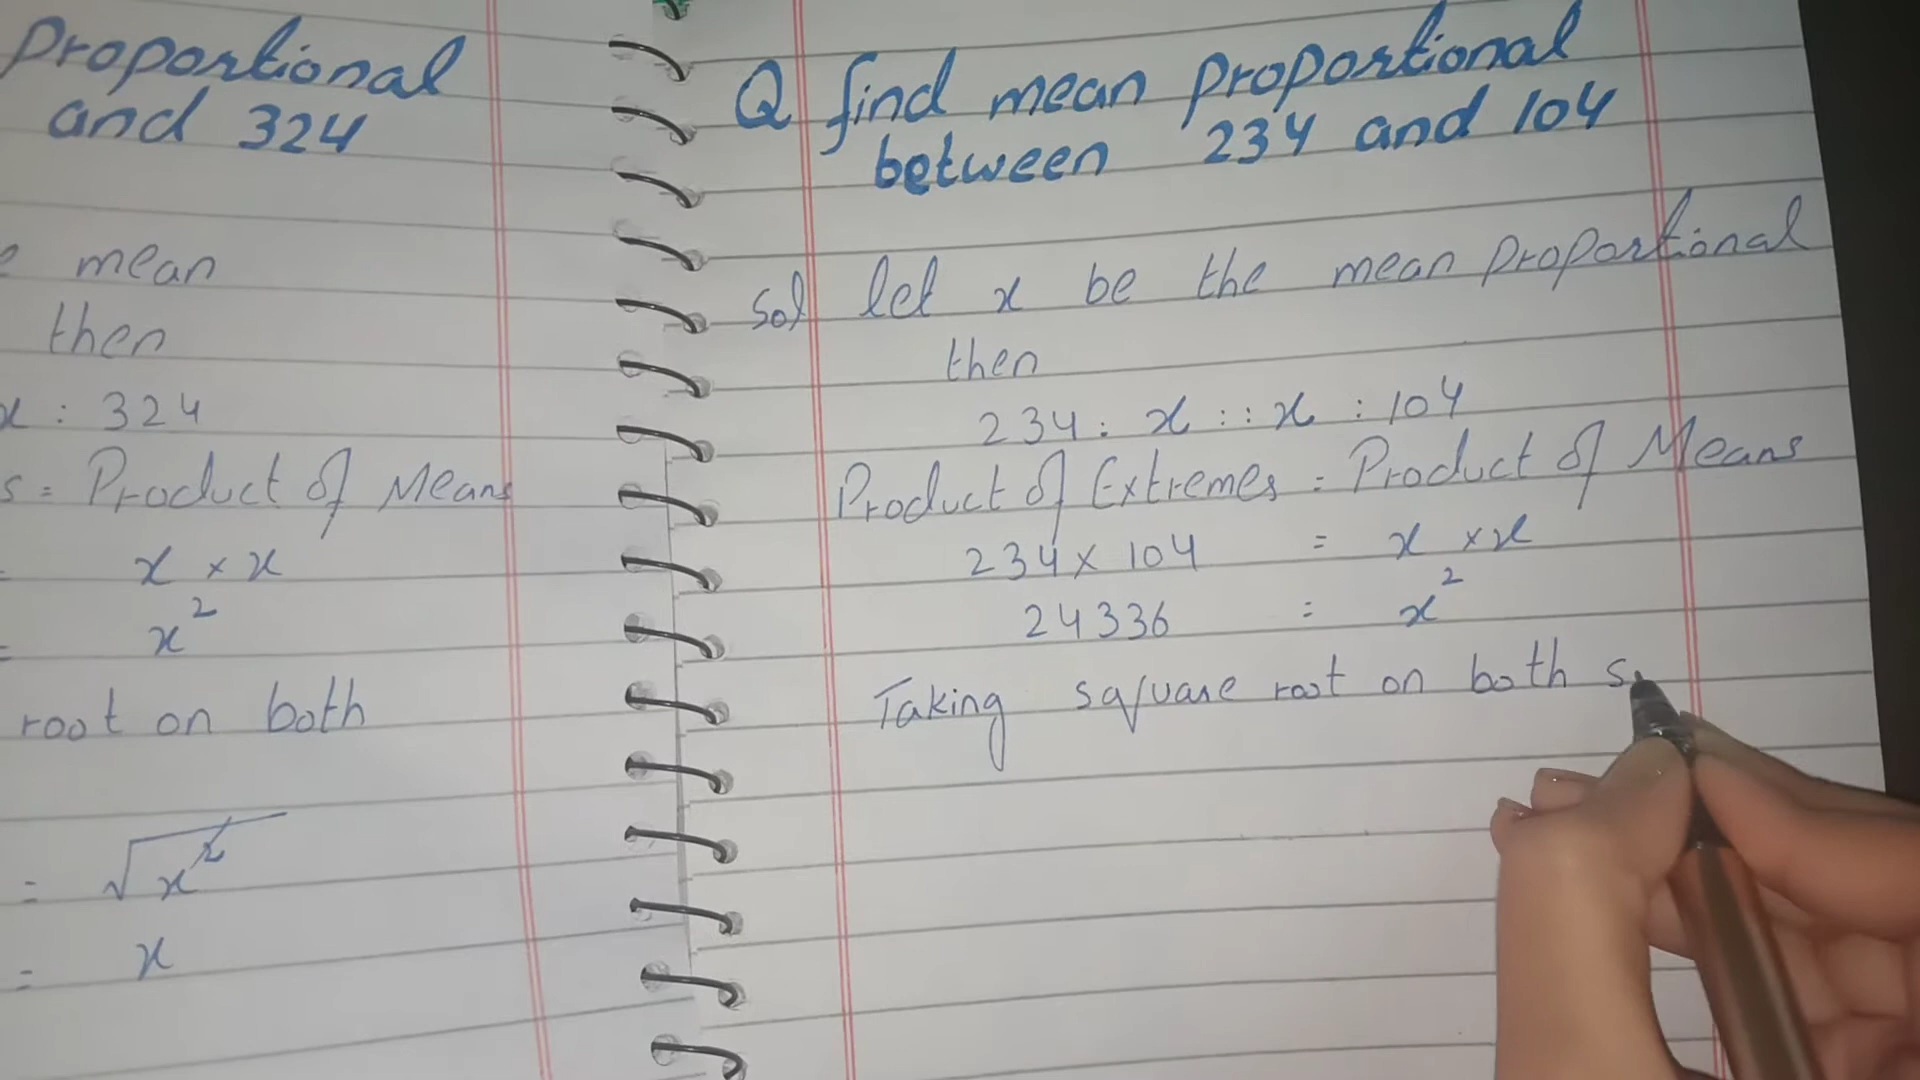 Proportional
and 324
mean
then
x : 324
s = Product of Means
= x × x
= x²
root on both
= √x²
= x
Q find mean proportional
between 234 and 104
Sol let x be the mean proportional
then
234 : x :: x : 104
Product of Extremes = Product of Means
234 × 104 = x × x
24336 = x²
Taking square root on both s